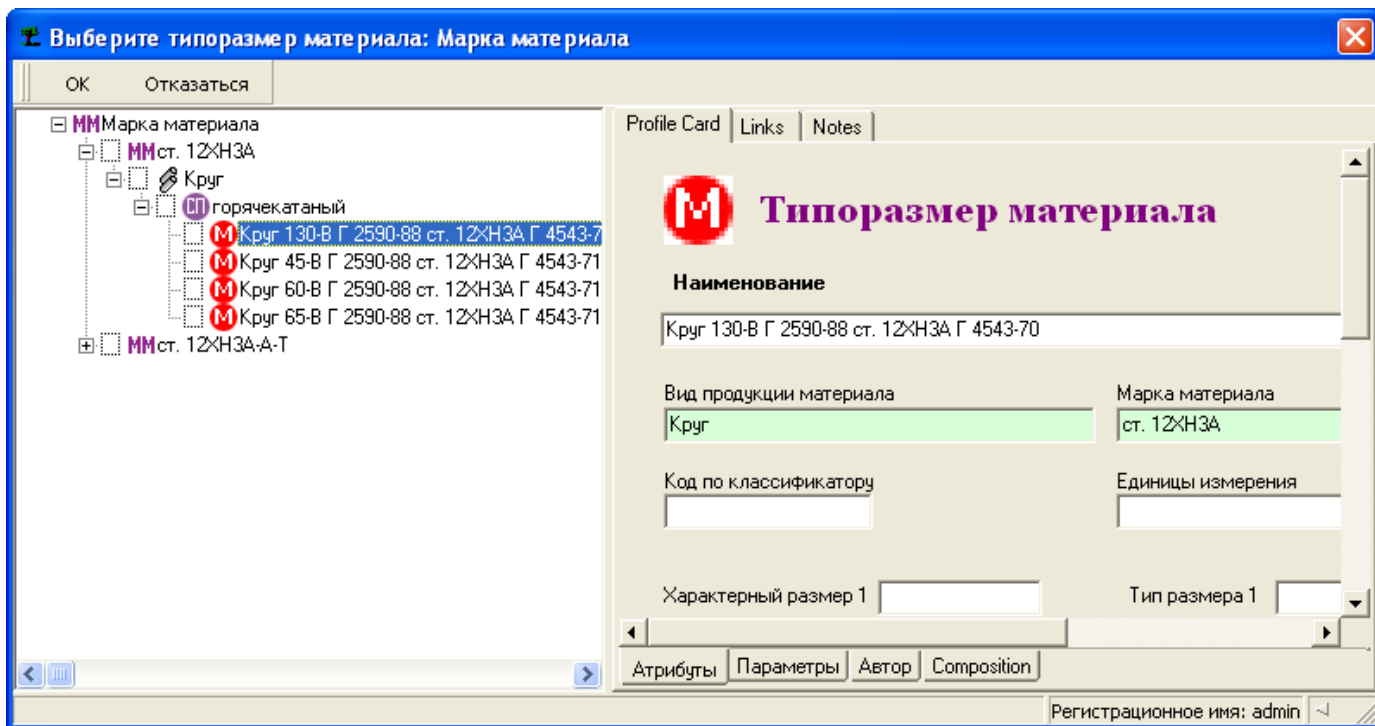 Выберите типоразмер материала: Марка материала
OK Отказаться
ММ Марка материала
ММ ст. 12ХН3А
Круг
СП горячекатаный
М Круг 130-В Г 2590-88 ст. 12ХН3А Г 4543-7
М Круг 45-В Г 2590-88 ст. 12ХН3А Г 4543-71
М Круг 60-В Г 2590-88 ст. 12ХН3А Г 4543-71
М Круг 65-В Г 2590-88 ст. 12ХН3А Г 4543-71
ММ ст. 12ХН3А-А-Т
Profile Card Links Notes
М Типоразмер материала
Наименование
Круг 130-В Г 2590-88 ст. 12ХН3А Г 4543-70
Вид продукции материала Марка материала
Круг ст. 12ХН3А
Код по классификатору Единицы измерения
Характерный размер 1 Тип размера 1
Атрибуты Параметры Автор Composition
Регистрационное имя: admin